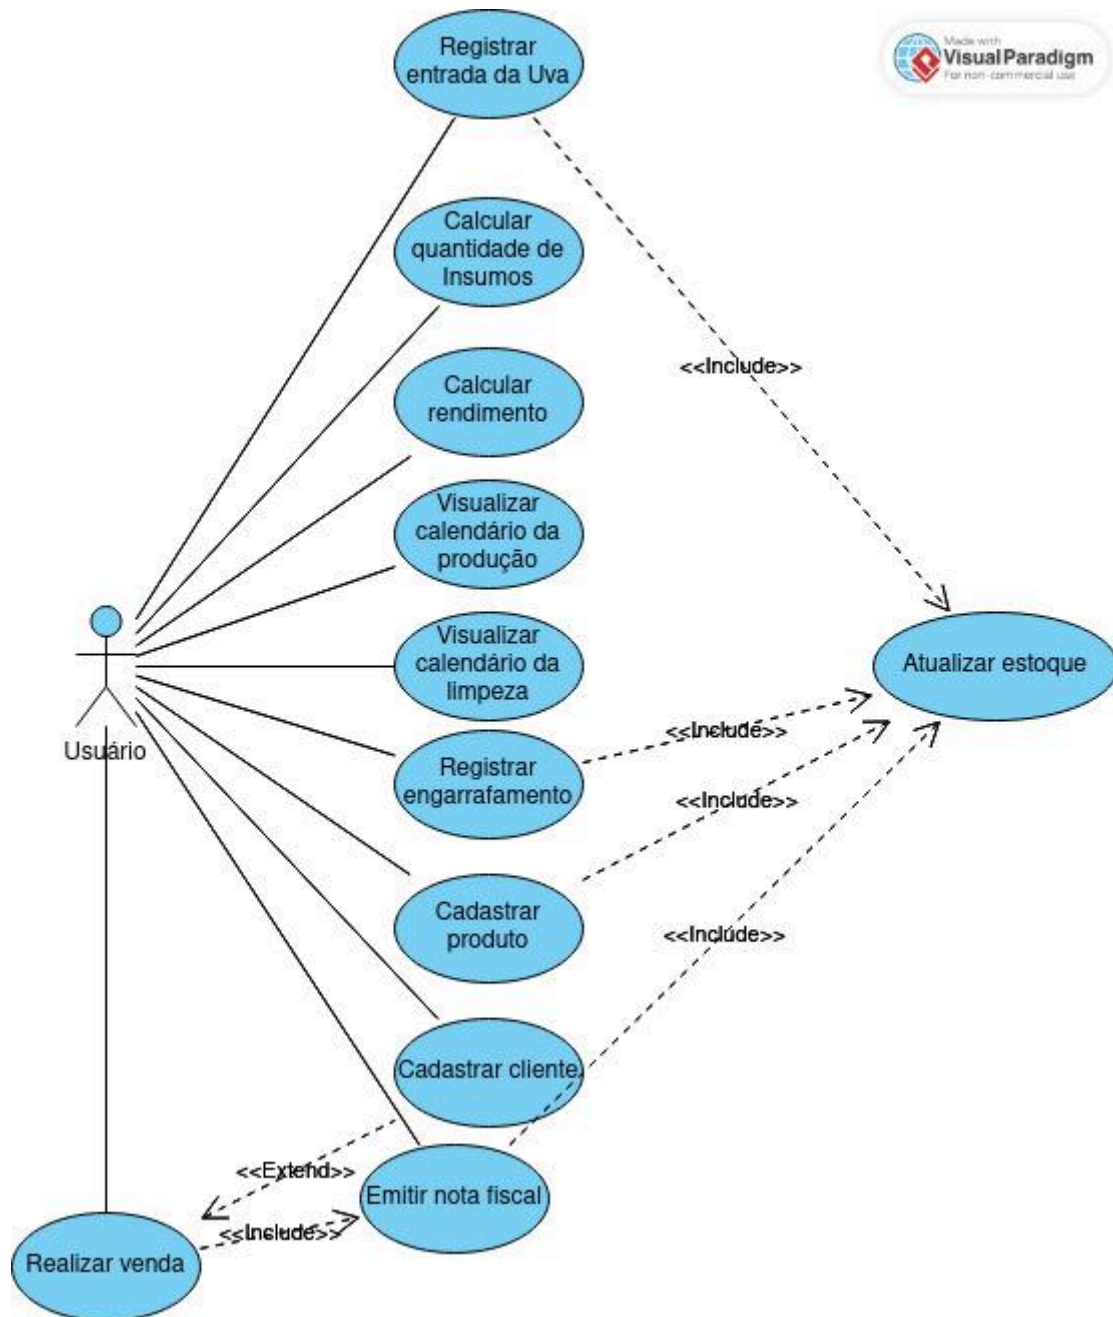 Registrar
entrada da Uva
Made with
Visual Paradigm
For non-commercial use
Calcular
quantidade de
Insumos
<<Include>>
Calcular
rendimento
Visualizar
calendário da
produção
Visualizar
calendário da
limpeza
Atualizar estoque
Usuário
<<Include>>
Registrar
engarrafamento
<<Include>>
Cadastrar
produto
<<Include>>
Cadastrar cliente
<<Extend>>
Emitir nota fiscal
<<Include>>
Realizar venda